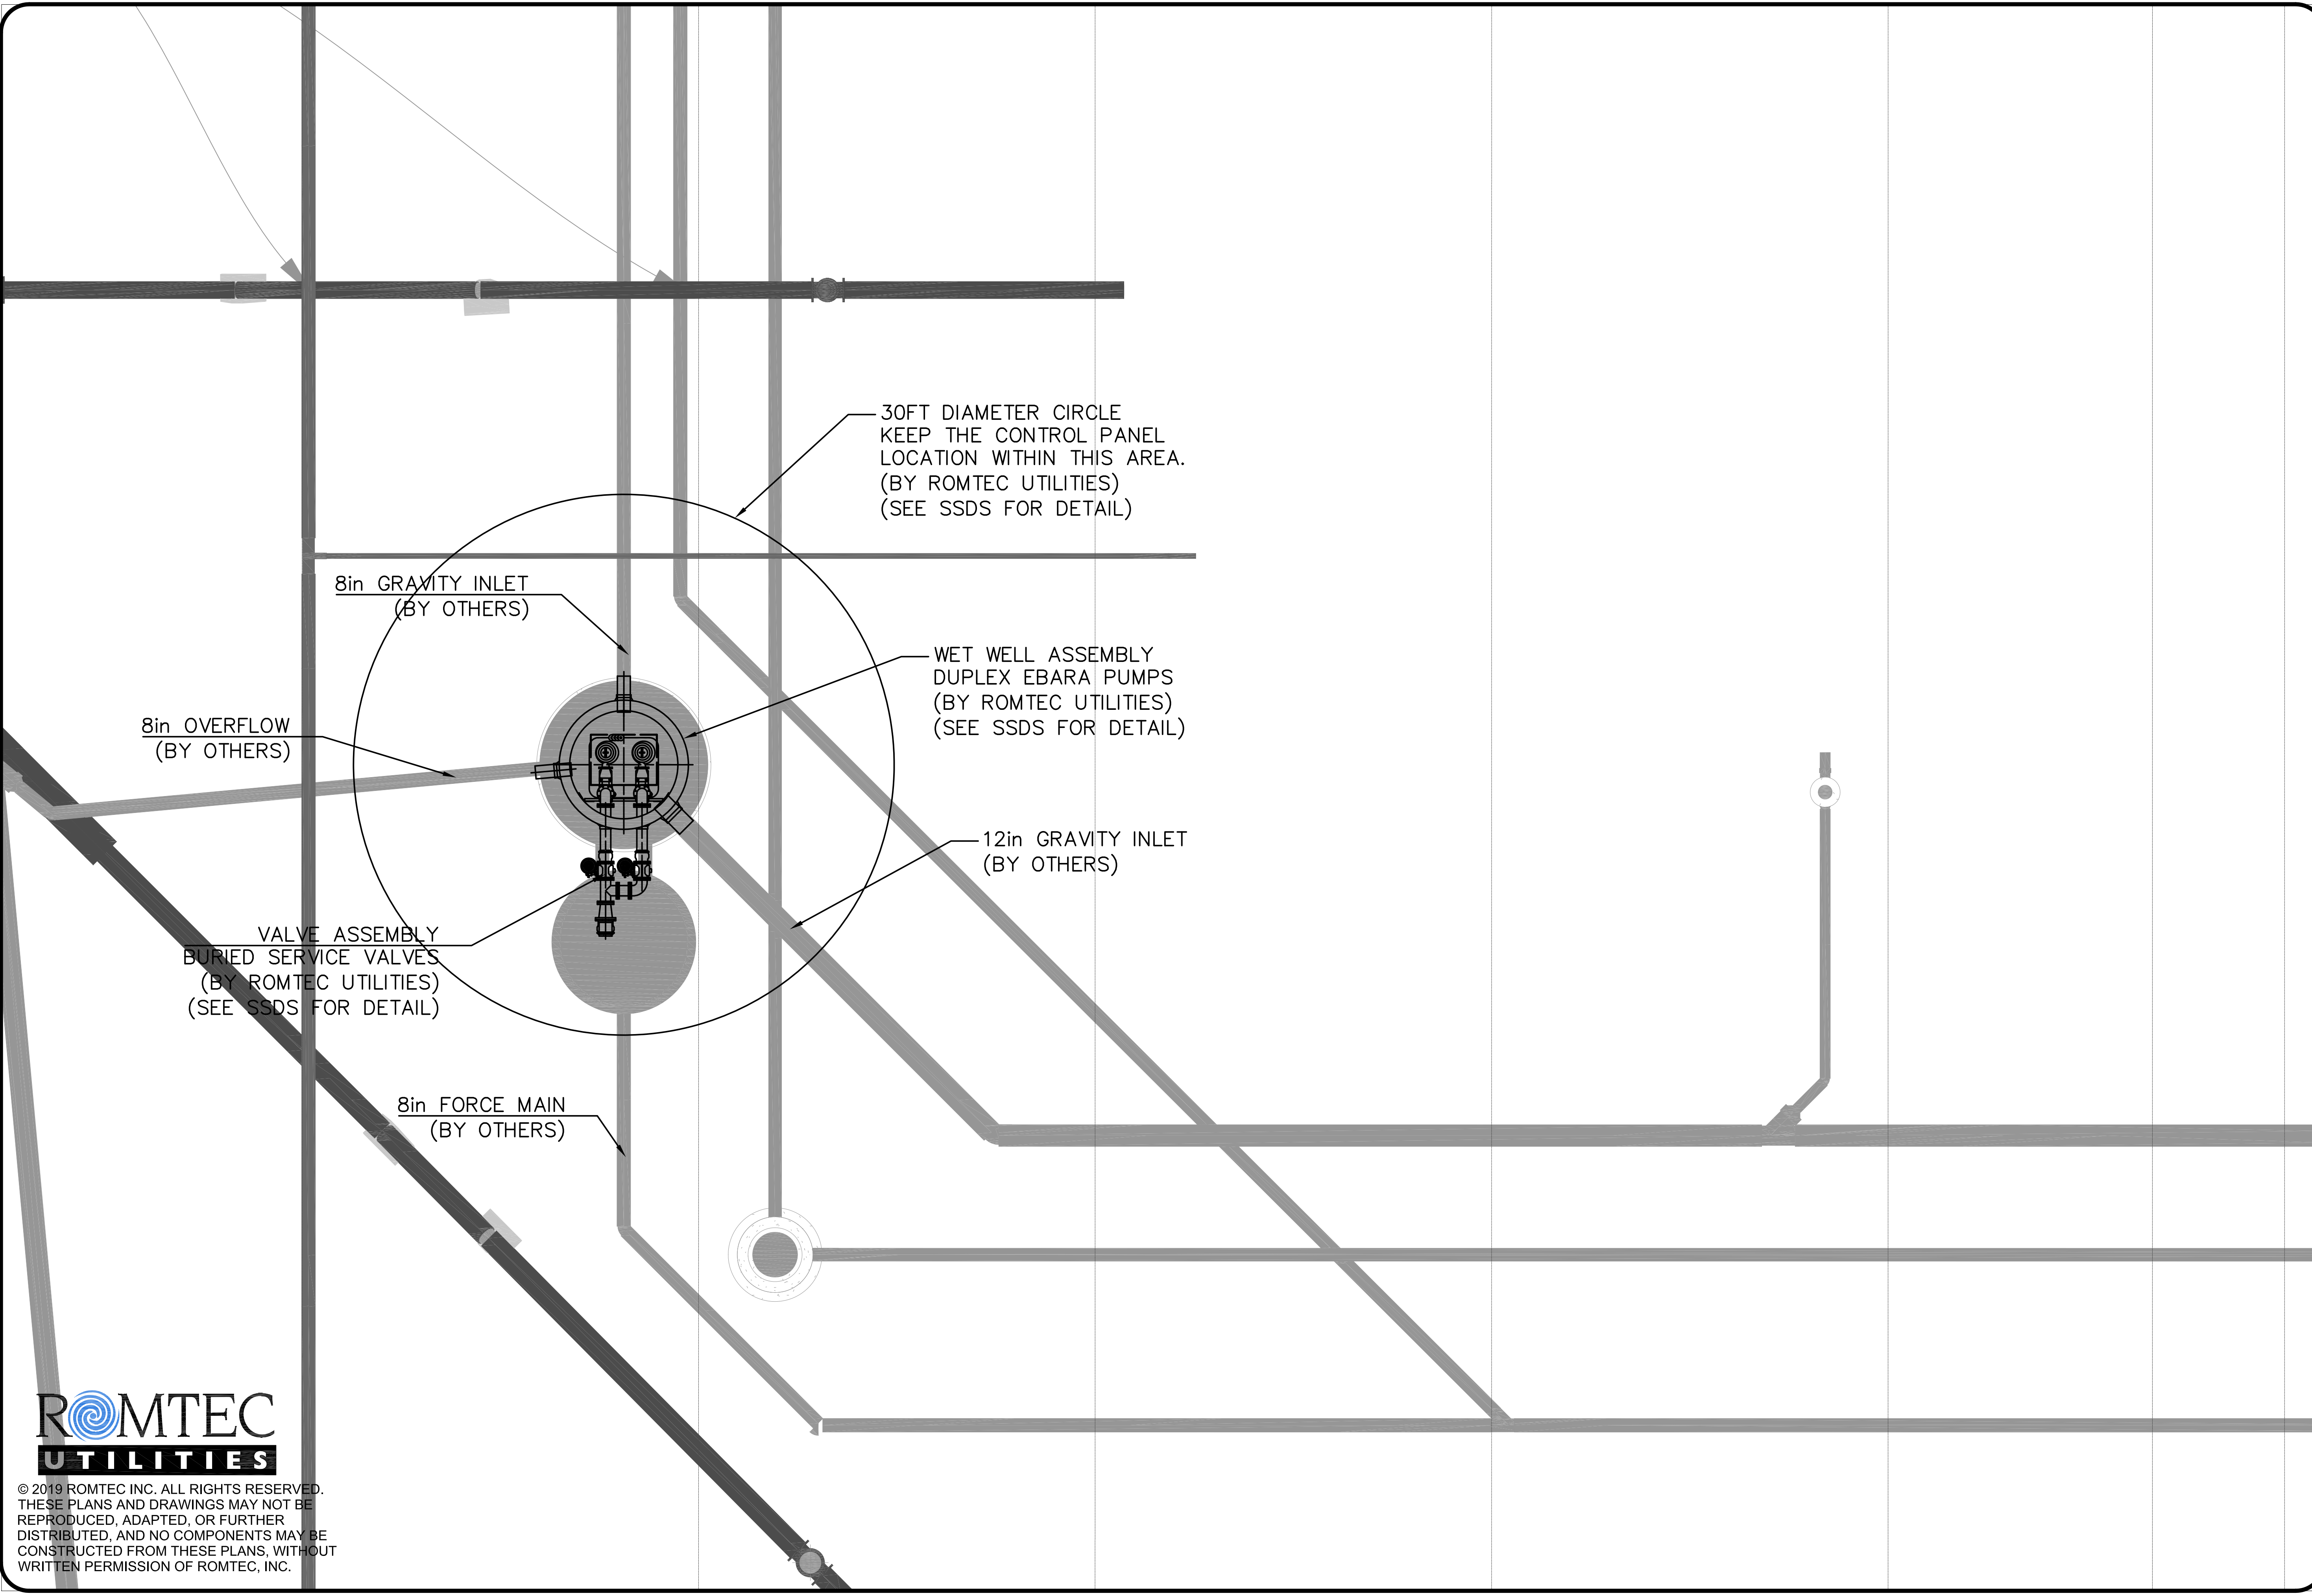 30FT DIAMETER CIRCLE
KEEP THE CONTROL PANEL
LOCATION WITHIN THIS AREA.
(BY ROMTEC UTILITIES)
(SEE SSDS FOR DETAIL)
8in GRAVITY INLET
(BY OTHERS)
WET WELL ASSEMBLY
DUPLEX EBARA PUMPS
(BY ROMTEC UTILITIES)
(SEE SSDS FOR DETAIL)
8in OVERFLOW
(BY OTHERS)
12in GRAVITY INLET
(BY OTHERS)
VALVE ASSEMBLY
BURIED SERVICE VALVES
(BY ROMTEC UTILITIES)
(SEE SSDS FOR DETAIL)
8in FORCE MAIN
(BY OTHERS)
ROMTEC
UTILITIES
© 2019 ROMTEC INC. ALL RIGHTS RESERVED.
THESE PLANS AND DRAWINGS MAY NOT BE
REPRODUCED, ADAPTED, OR FURTHER
DISTRIBUTED, AND NO COMPONENTS MAY BE
CONSTRUCTED FROM THESE PLANS, WITHOUT
WRITTEN PERMISSION OF ROMTEC, INC.